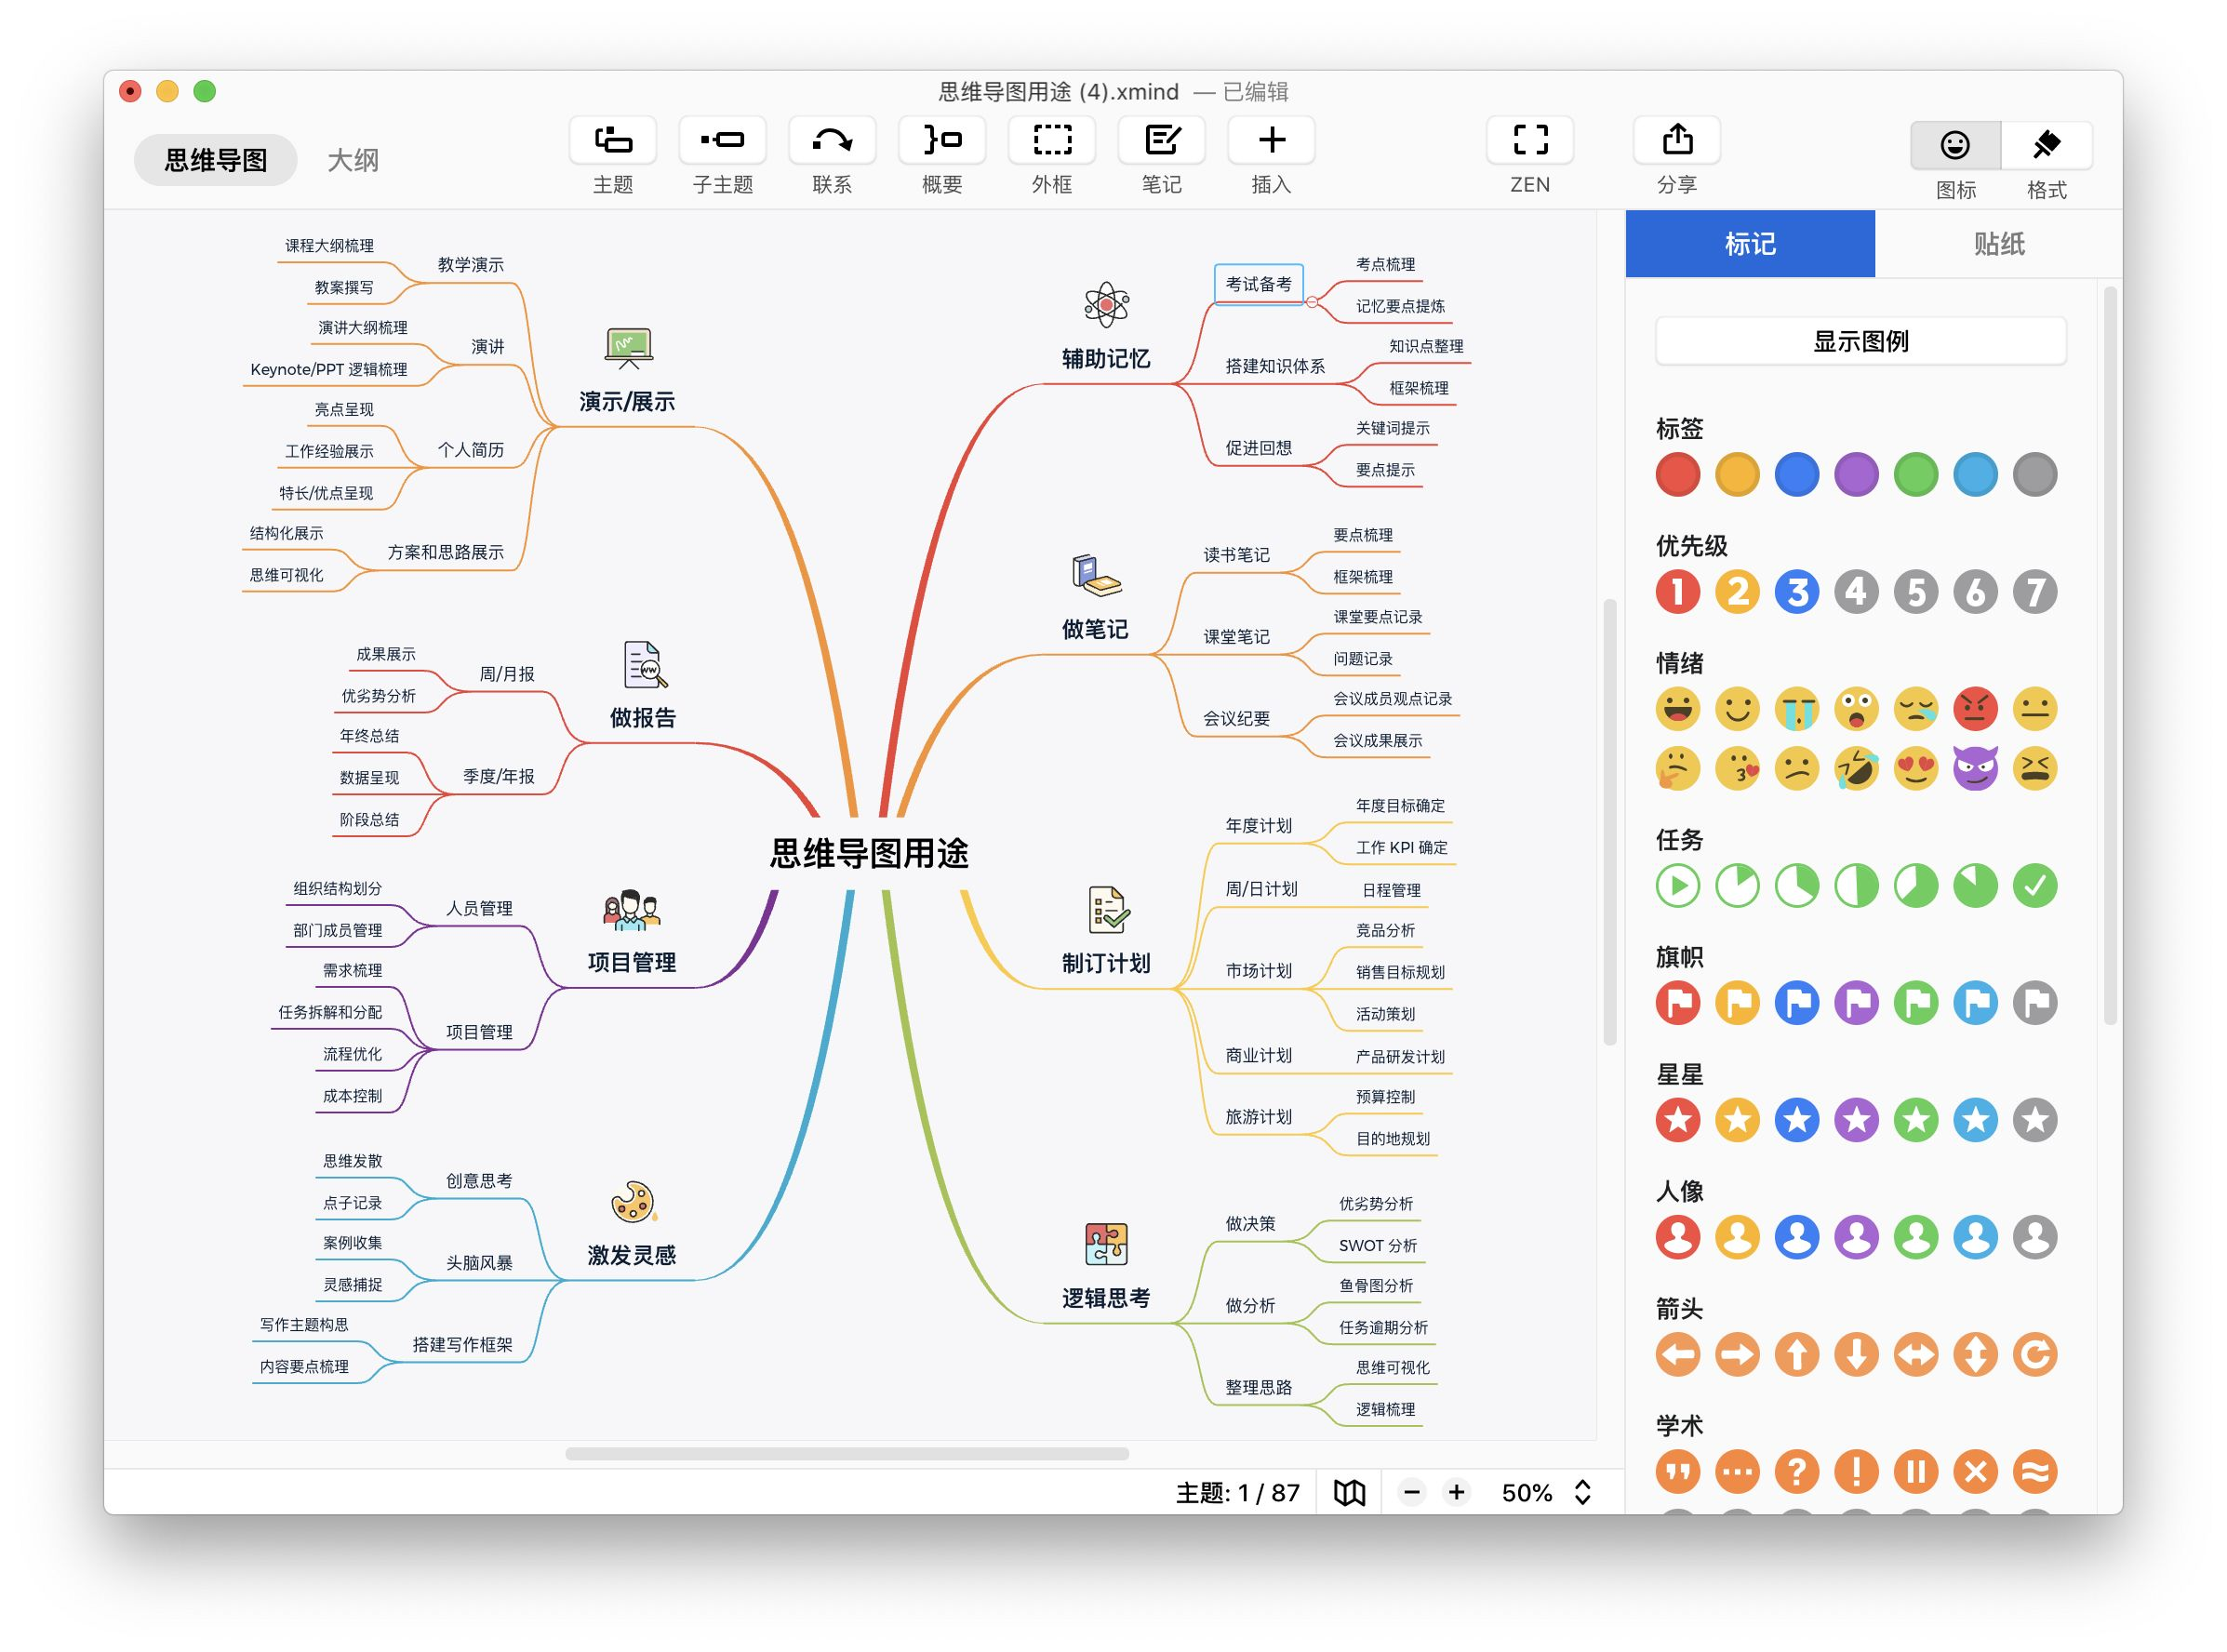 思维导图用途 (4).xmind — 已编辑
思维导图
大纲
主题
子主题
联系
概要
外框
笔记
插入
ZEN
分享
图标
格式
思维导图用途
辅助记忆
考试备考
考点梳理
记忆要点提炼
搭建知识体系
知识点整理
框架梳理
促进回想
关键词提示
要点提示
做笔记
读书笔记
要点梳理
框架梳理
课堂笔记
课堂要点记录
问题记录
会议纪要
会议成员观点记录
会议成果展示
制订计划
年度计划
年度目标确定
工作 KPI 确定
周/日计划
日程管理
市场计划
竞品分析
销售目标规划
活动策划
商业计划
产品研发计划
旅游计划
预算控制
目的地规划
逻辑思考
做决策
优劣势分析
SWOT 分析
做分析
鱼骨图分析
任务逾期分析
整理思路
思维可视化
逻辑梳理
演示/展示
教学演示
课程大纲梳理
教案撰写
演讲
演讲大纲梳理
Keynote/PPT 逻辑梳理
个人简历
亮点呈现
工作经验展示
特长/优点呈现
方案和思路展示
结构化展示
思维可视化
做报告
周/月报
成果展示
优劣势分析
季度/年报
年终总结
数据呈现
阶段总结
项目管理
人员管理
组织结构划分
部门成员管理
项目管理
需求梳理
任务拆解和分配
流程优化
成本控制
激发灵感
创意思考
思维发散
点子记录
头脑风暴
案例收集
灵感捕捉
搭建写作框架
写作主题构思
内容要点梳理
标记
贴纸
显示图例
标签
优先级
1 2 3 4 5 6 7
情绪
任务
旗帜
星星
人像
箭头
学术
主题: 1 / 87
50%